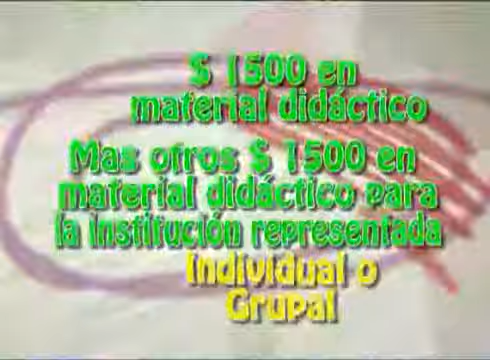 $ 1500 en
material didáctico
Mas otros $ 1500 en
material didáctico para
la institución representada
Individual o
Grupal